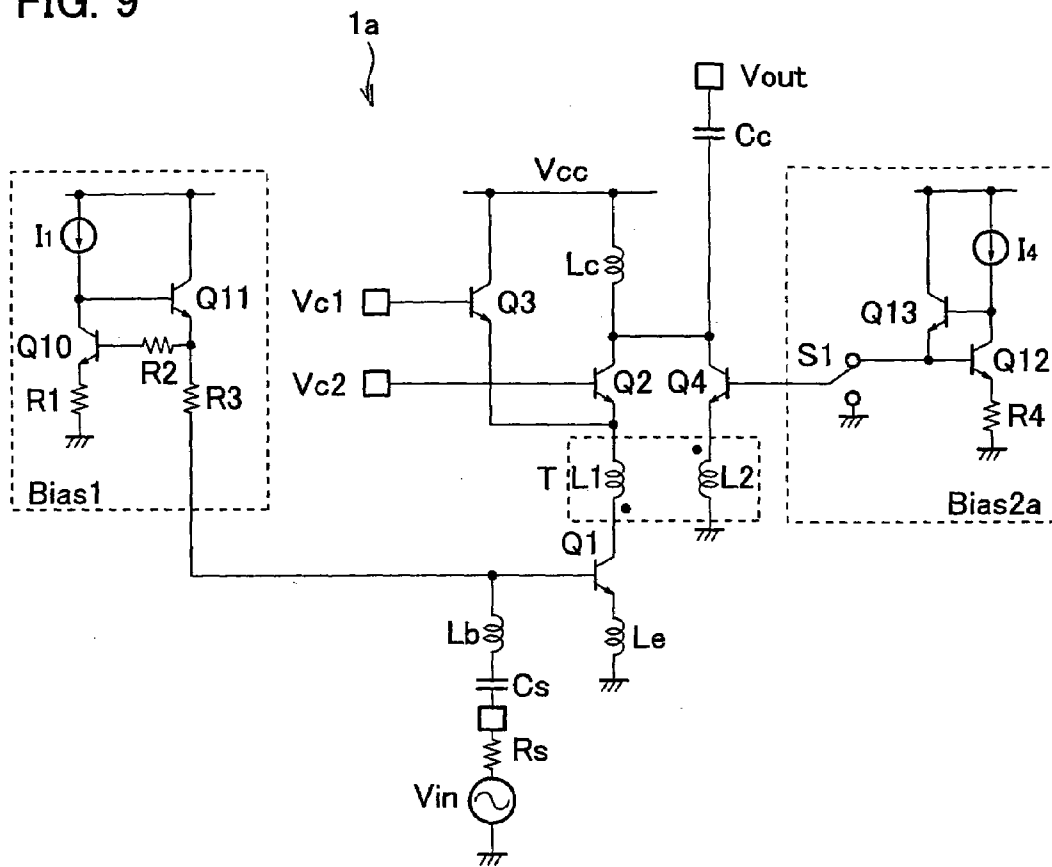 FIG. 9
1a
Vout
Cc
Vcc
I1
Lc
I4
Q11
Vc1
Q3
Q13
Q10
R2
S1
Q12
R1
R3
Vc2
Q2
Q4
R4
T
L1
L2
Bias1
Bias2a
Q1
Lb
Le
Cs
Rs
Vin